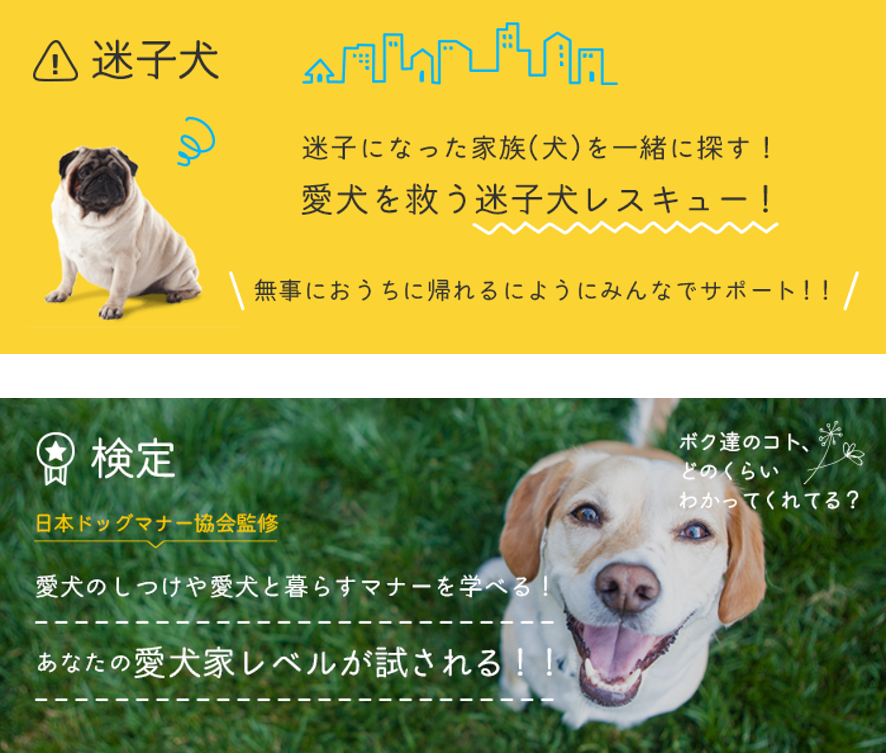 迷子犬
迷子になった家族(犬)を一緒に探す！
愛犬を救う迷子犬レスキュー！
無事におうちに帰れるにようにみんなでサポート！！
検定
ボク達のコト、
どのくらい
わかってくれてる？
日本ドッグマナー協会監修
愛犬のしつけや愛犬と暮らすマナーを学べる！
あなたの愛犬家レベルが試される！！